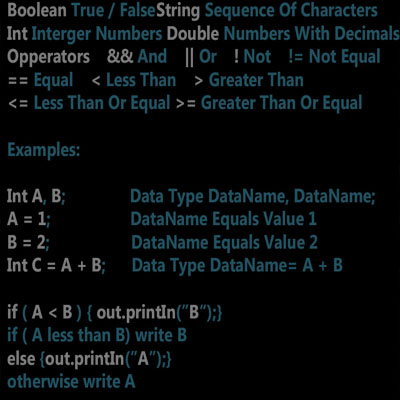 Boolean True / FalseString Sequence Of Characters
Int Interger Numbers Double Numbers With Decimals
Opperators && And || Or ! Not != Not Equal
== Equal < Less Than > Greater Than
<= Less Than Or Equal >= Greater Than Or Equal
Examples:
Int A, B; Data Type DataName, DataName;
A = 1; DataName Equals Value 1
B = 2; DataName Equals Value 2
Int C = A + B; Data Type DataName= A + B
if ( A < B ) { out.printIn("B");}
if ( A less than B) write B
else {out.printIn("A");}
otherwise write A